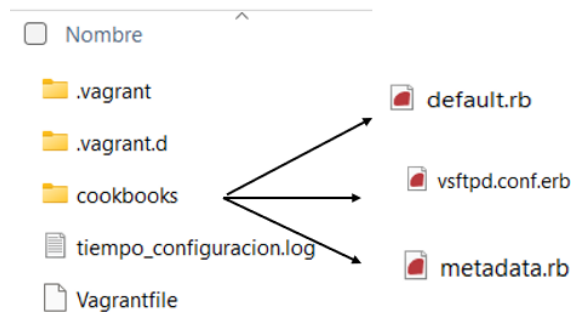 Nombre
.vagrant
default.rb
.vagrant.d
vsftpd.conf.erb
cookbooks
tiempo_configuracion.log
metadata.rb
Vagrantfile